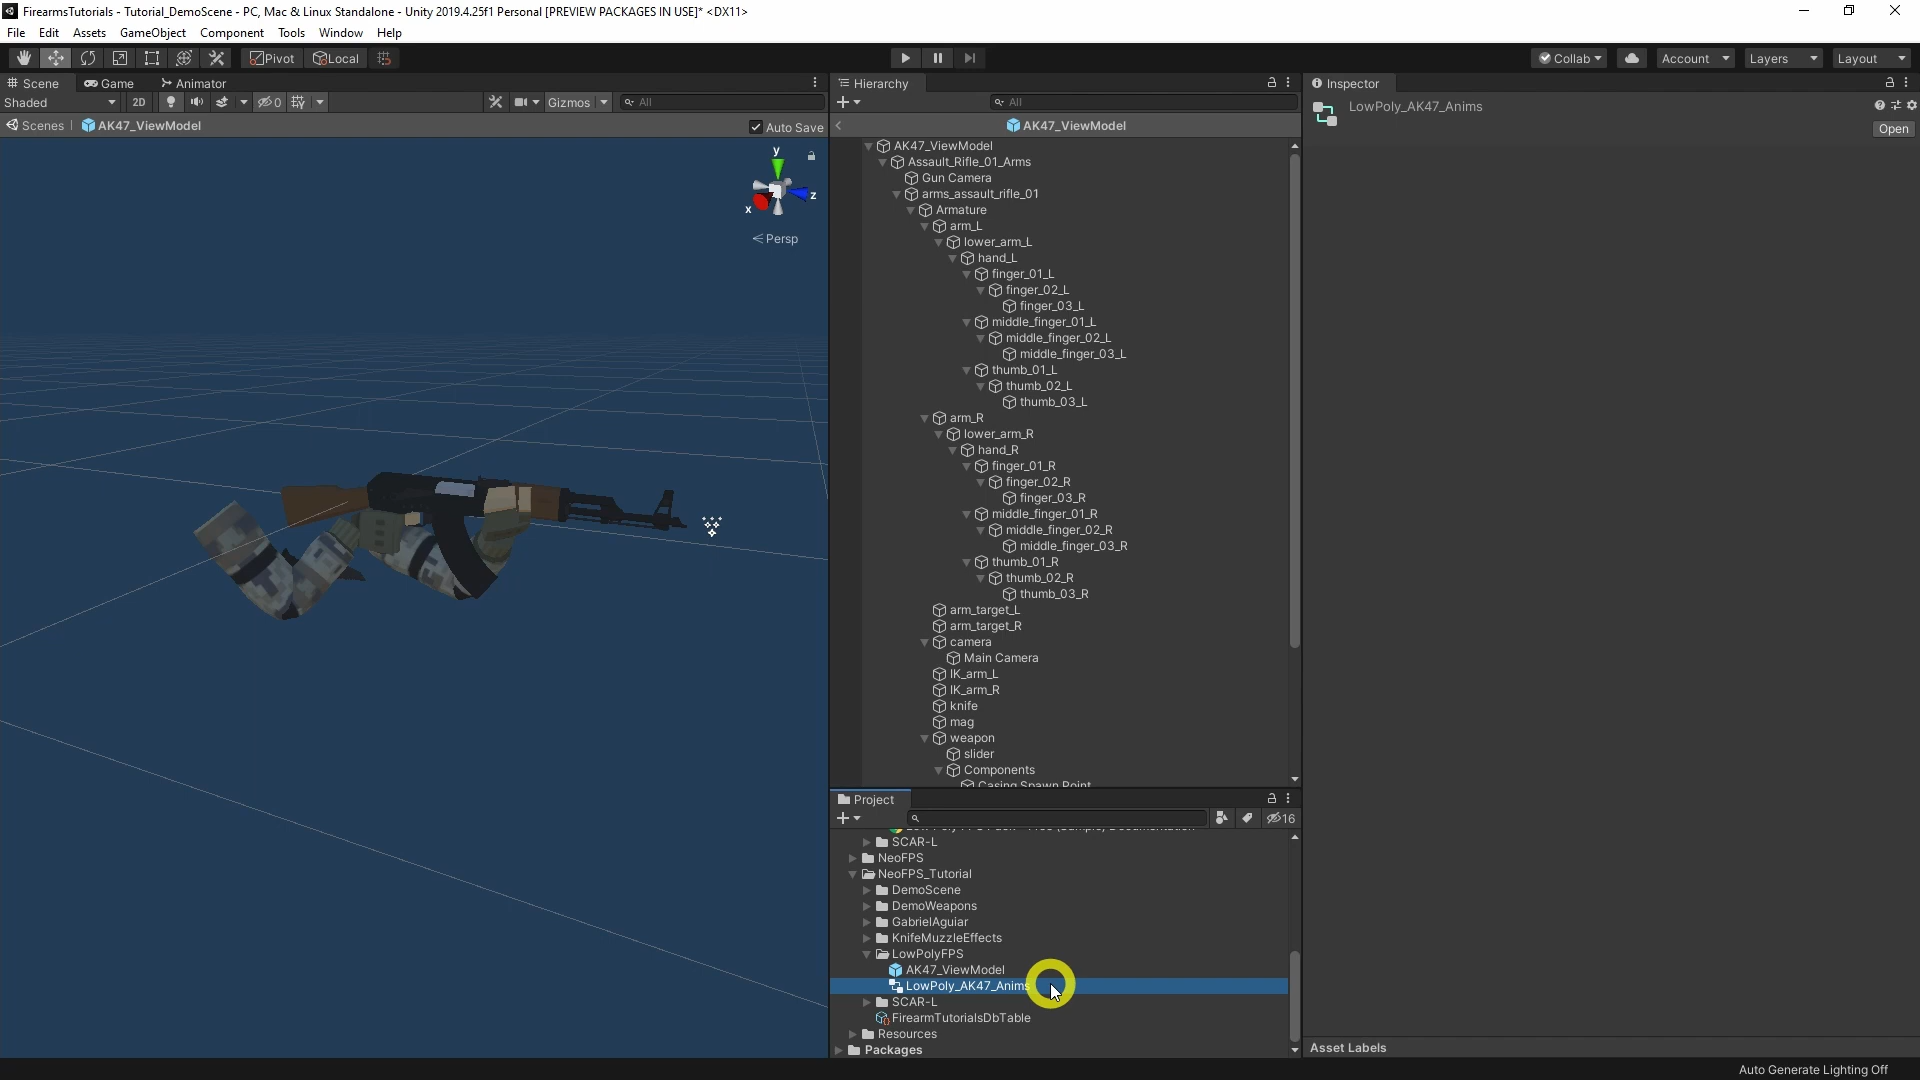 FirearmsTutorials - Tutorial_DemoScene - PC, Mac & Linux Standalone - Unity 2019.4.25f1 Personal [PREVIEW PACKAGES IN USE]* <DX11>
File Edit Assets GameObject Component Tools Window Help
Pivot Local Collab Account Layers Layout
Scene Game Animator
Shaded 2D 0 Gizmos All
Scenes AK47_ViewModel Auto Save
y
z
x
Persp
Hierarchy
All
AK47_ViewModel
AK47_ViewModel
Assault_Rifle_01_Arms
Gun Camera
arms_assault_rifle_01
Armature
arm_L
lower_arm_L
hand_L
finger_01_L
finger_02_L
finger_03_L
middle_finger_01_L
middle_finger_02_L
middle_finger_03_L
thumb_01_L
thumb_02_L
thumb_03_L
arm_R
lower_arm_R
hand_R
finger_01_R
finger_02_R
finger_03_R
middle_finger_01_R
middle_finger_02_R
middle_finger_03_R
thumb_01_R
thumb_02_R
thumb_03_R
arm_target_L
arm_target_R
camera
Main Camera
IK_arm_L
IK_arm_R
knife
mag
weapon
slider
Components
Casing Spawn Point
Project
16
SCAR-L
NeoFPS
NeoFPS_Tutorial
DemoScene
DemoWeapons
GabrielAguiar
KnifeMuzzleEffects
LowPolyFPS
AK47_ViewModel
LowPoly_AK47_Anims
SCAR-L
FirearmTutorialsDbTable
Resources
Packages
Inspector
LowPoly_AK47_Anims
Open
Asset Labels
Auto Generate Lighting Off